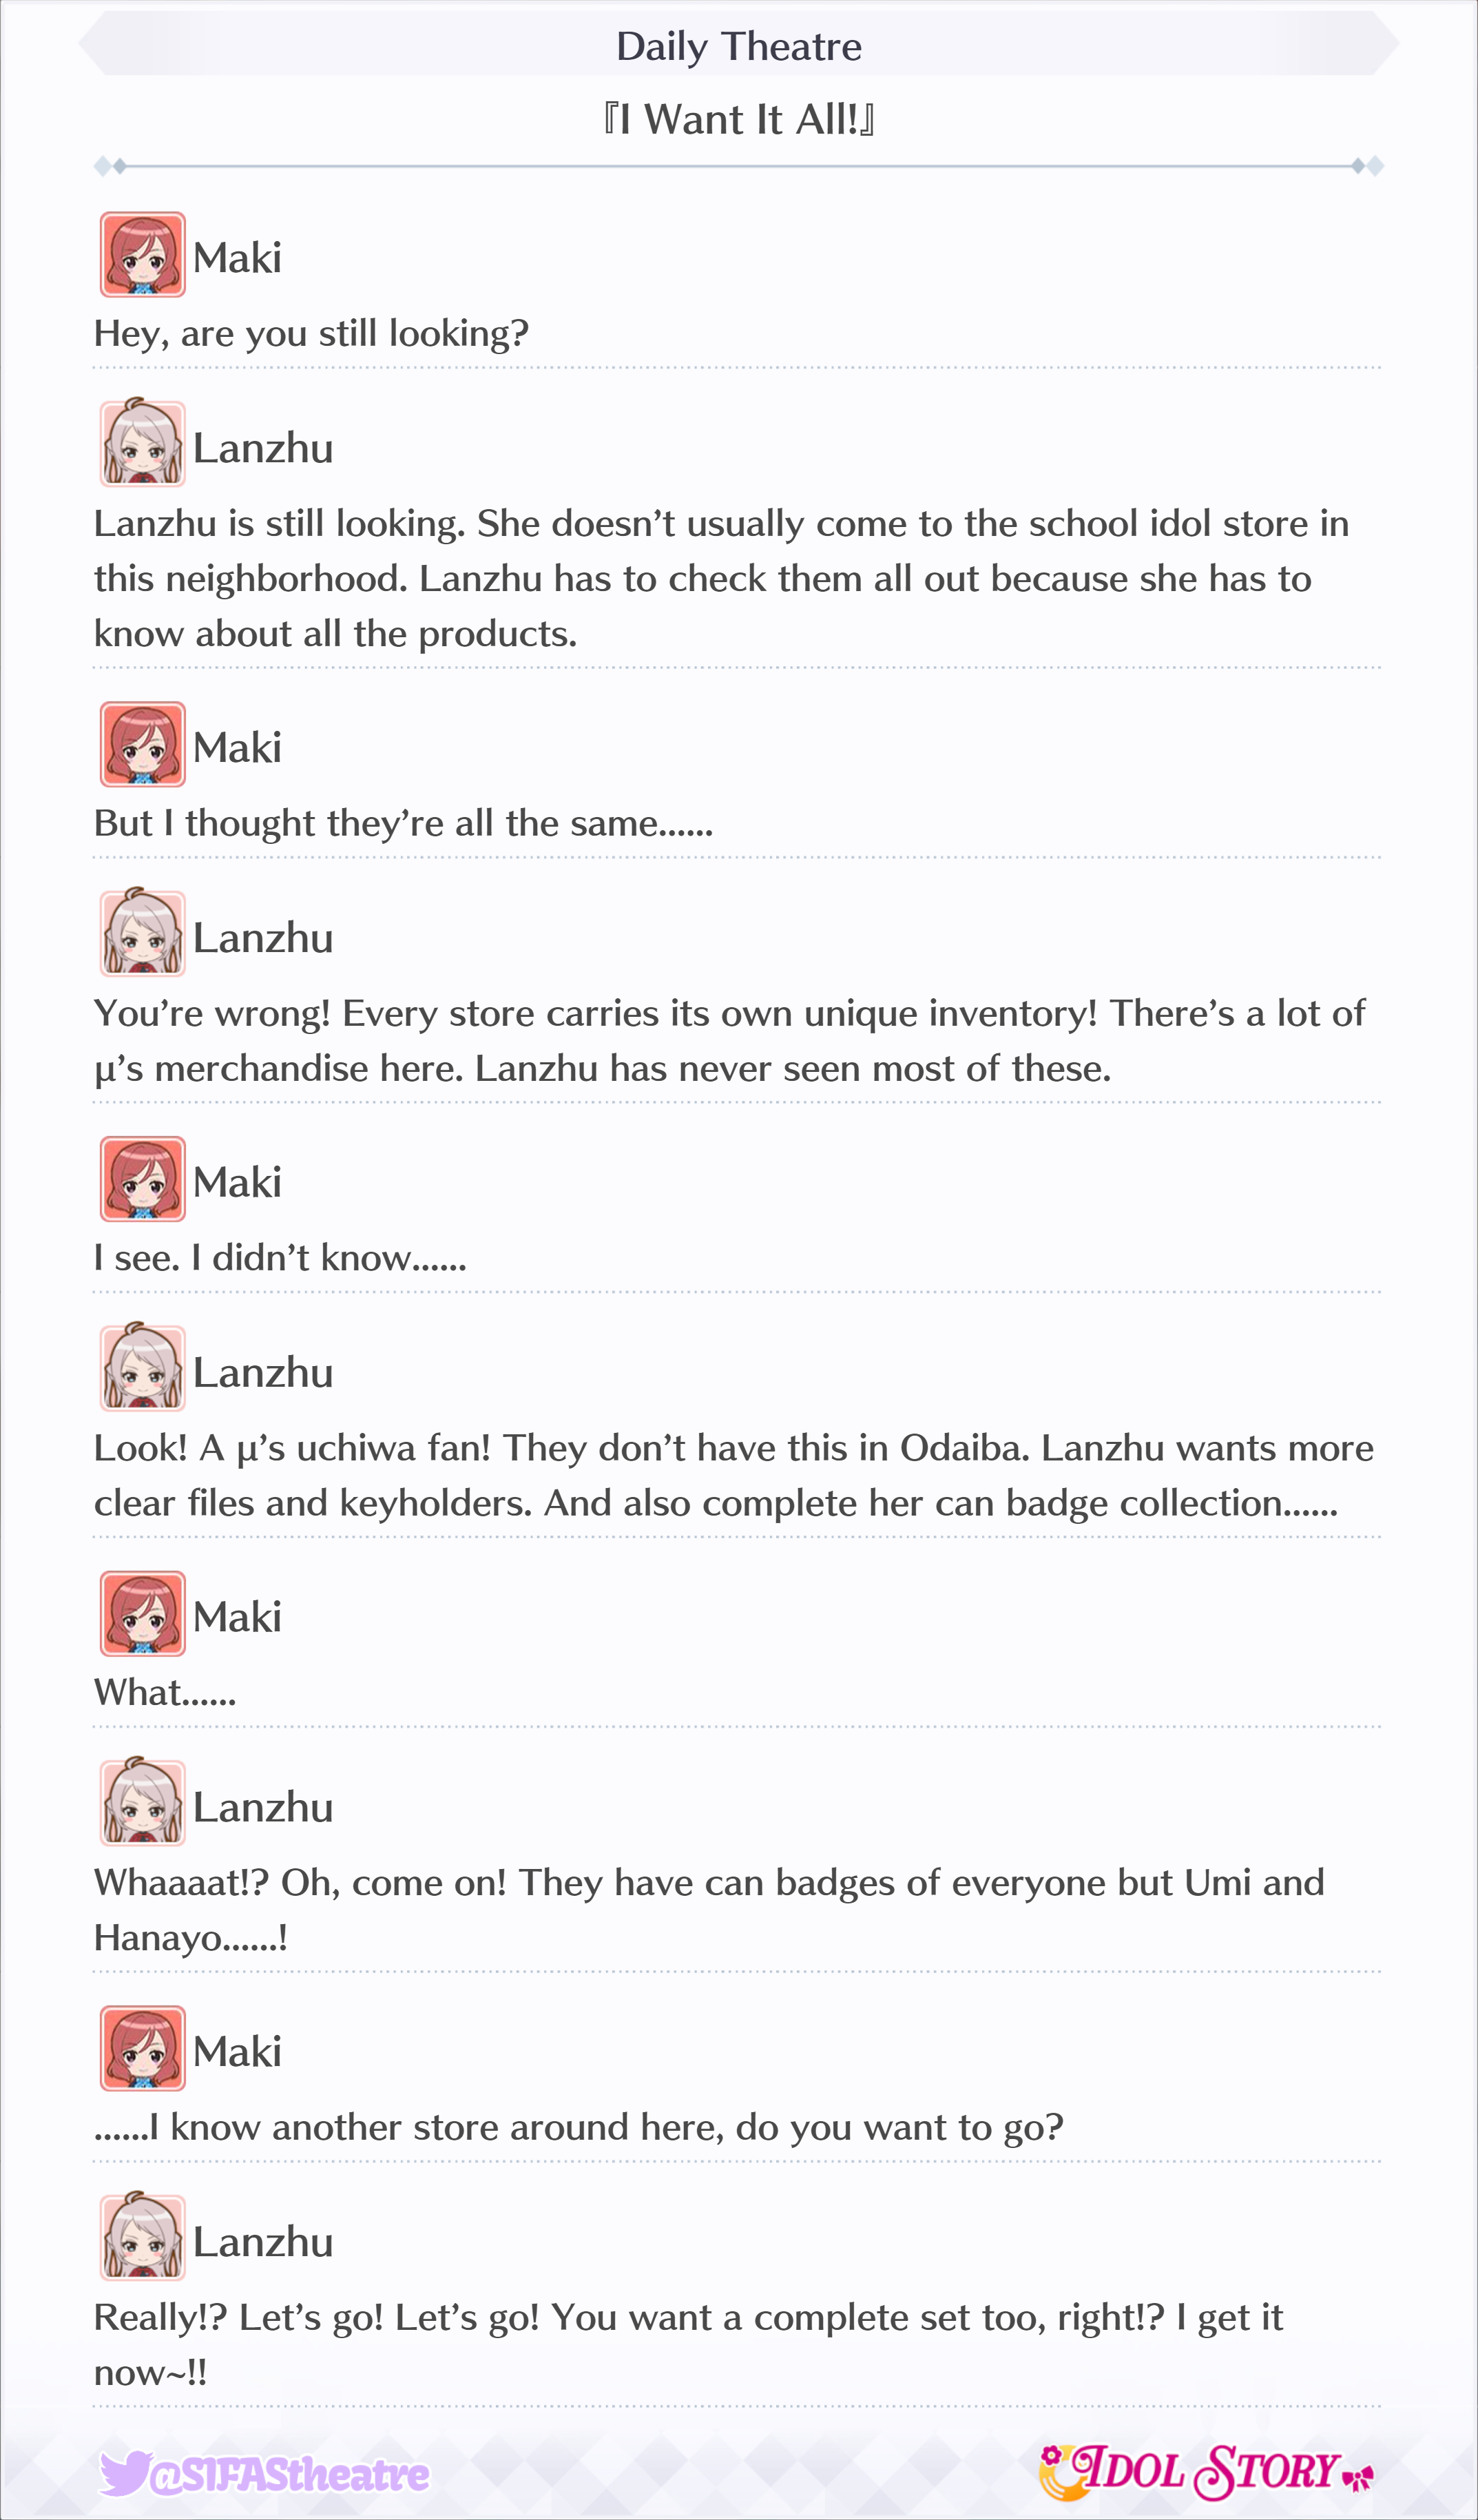 Daily Theatre
『I Want It All!』
Maki
Hey, are you still looking?
Lanzhu
Lanzhu is still looking. She doesn’t usually come to the school idol store in
this neighborhood. Lanzhu has to check them all out because she has to
know about all the products.
Maki
But I thought they’re all the same......
Lanzhu
You’re wrong! Every store carries its own unique inventory! There’s a lot of
μ’s merchandise here. Lanzhu has never seen most of these.
Maki
I see. I didn’t know......
Lanzhu
Look! A μ’s uchiwa fan! They don’t have this in Odaiba. Lanzhu wants more
clear files and keyholders. And also complete her can badge collection......
Maki
What......
Lanzhu
Whaaaat!? Oh, come on! They have can badges of everyone but Umi and
Hanayo......!
Maki
......I know another store around here, do you want to go?
Lanzhu
Really!? Let’s go! Let’s go! You want a complete set too, right!? I get it
now~!!
@SIFAStheatre
IDOL STORY